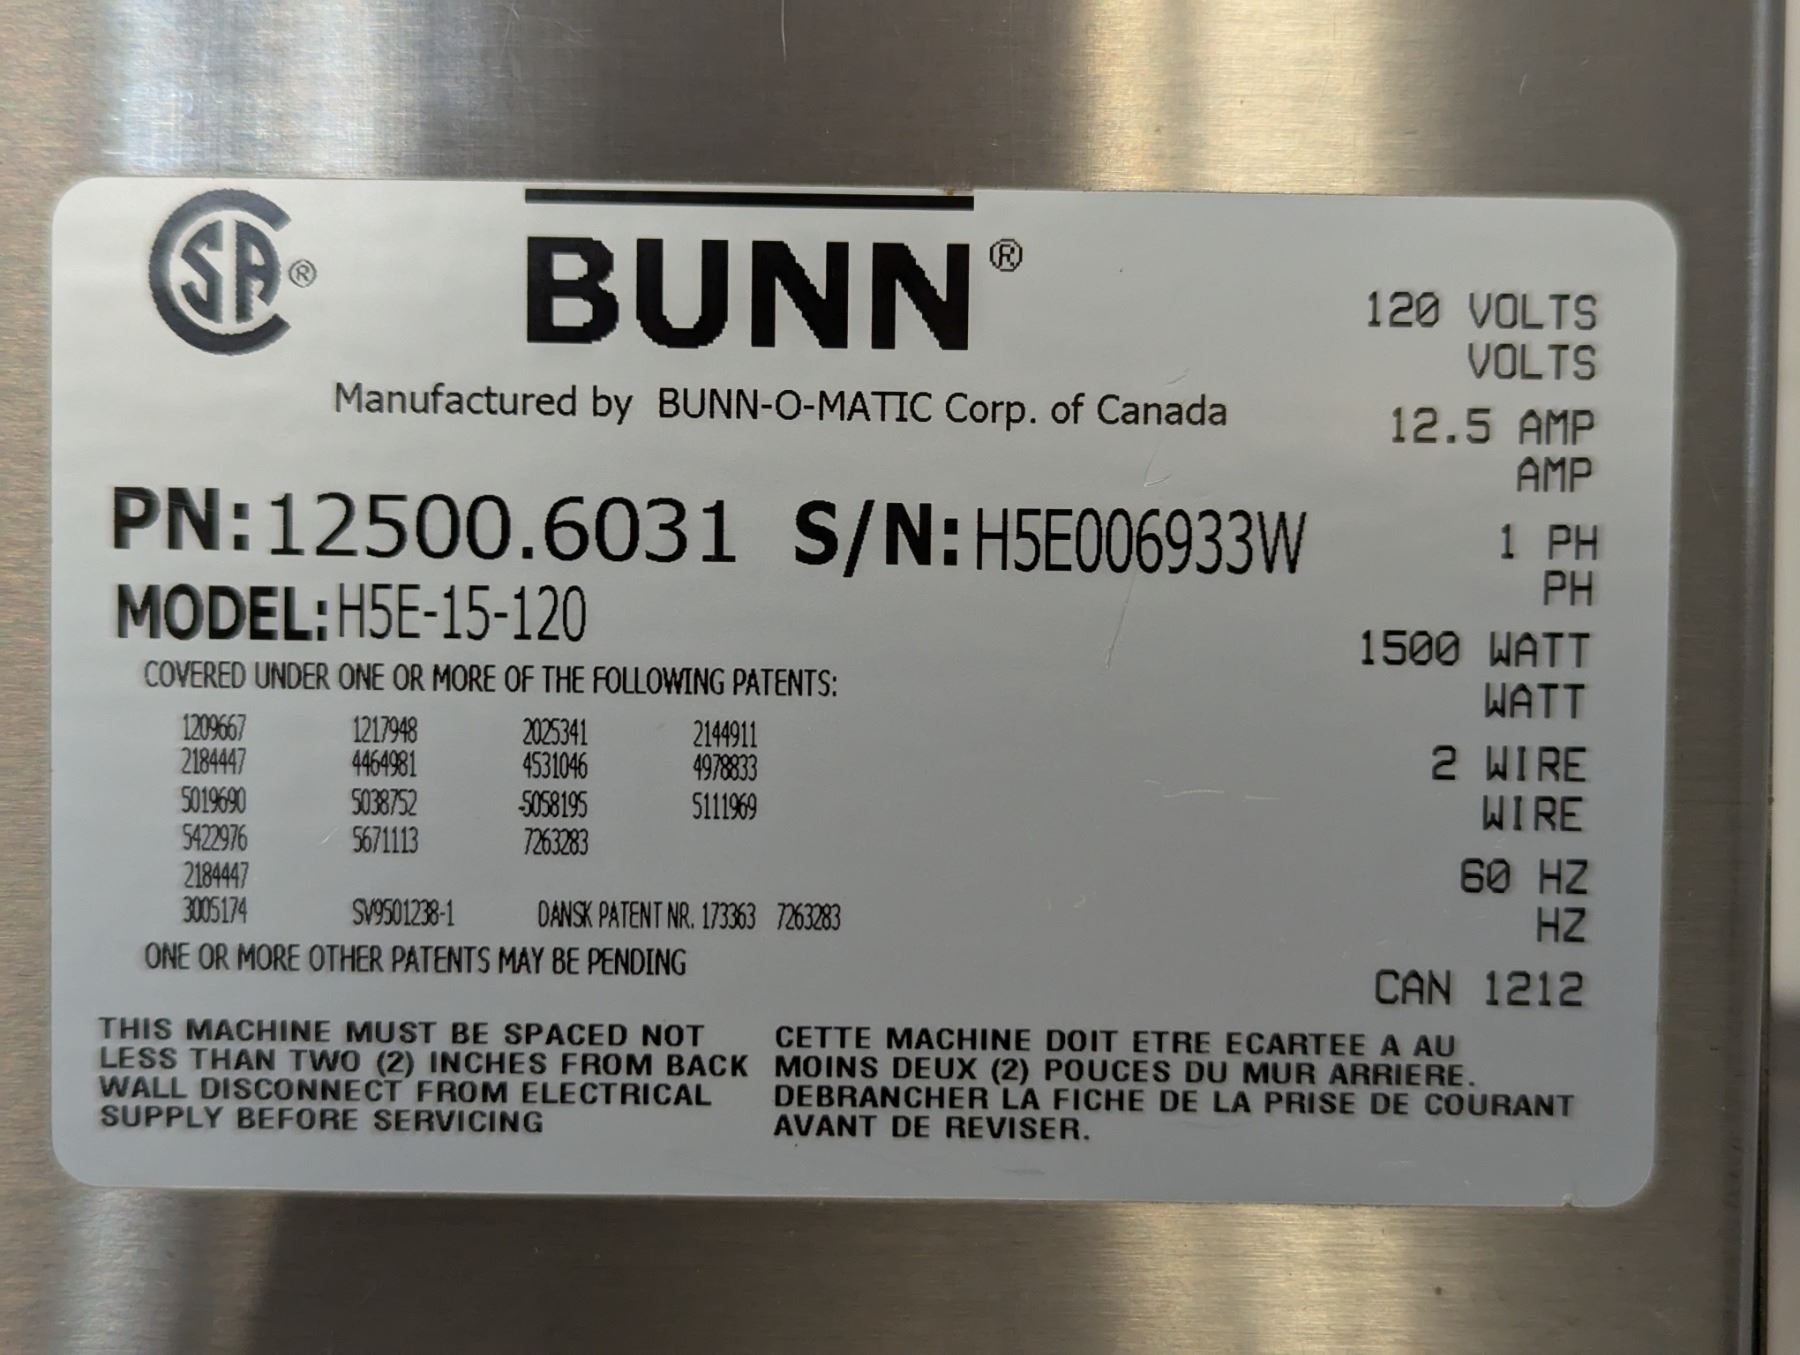 CSA®
BUNN®
Manufactured by BUNN-O-MATIC Corp. of Canada
PN: 12500.6031 S/N: H5E006933W
MODEL: H5E-15-120
COVERED UNDER ONE OR MORE OF THE FOLLOWING PATENTS:
1209667 1217948 2025341 2144911
2184447 4464981 4531046 4978833
5019690 5038752 -5058195 5111969
5422976 5671113 7263283
2184447
3005174 SV9501238-1 DANSK PATENT NR. 173363 7263283
ONE OR MORE OTHER PATENTS MAY BE PENDING
THIS MACHINE MUST BE SPACED NOT
LESS THAN TWO (2) INCHES FROM BACK
WALL DISCONNECT FROM ELECTRICAL
SUPPLY BEFORE SERVICING
CETTE MACHINE DOIT ETRE ECARTEE A AU
MOINS DEUX (2) POUCES DU MUR ARRIERE.
DEBRANCHER LA FICHE DE LA PRISE DE COURANT
AVANT DE REVISER.
120 VOLTS
VOLTS
12.5 AMP
AMP
1 PH
PH
1500 WATT
WATT
2 WIRE
WIRE
60 HZ
HZ
CAN 1212